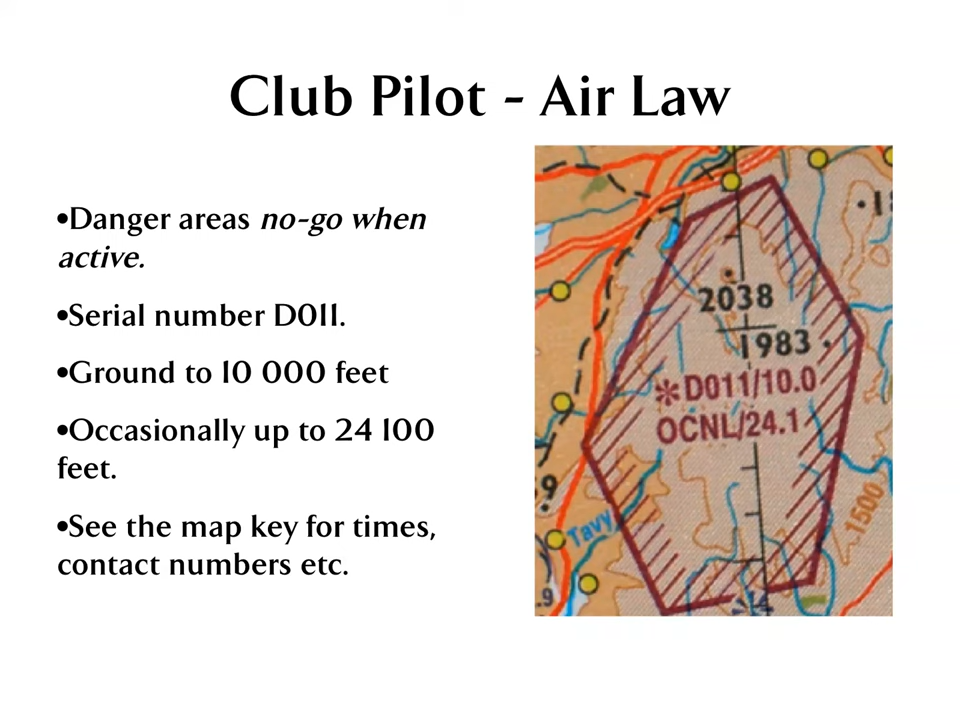 Club Pilot - Air Law
•Danger areas no-go when
active.
•Serial number D011.
•Ground to 10 000 feet
•Occasionally up to 24 100
feet.
•See the map key for times,
contact numbers etc.
2038
1983
*D011/10.0
OCNL/24.1
Tavy
1500